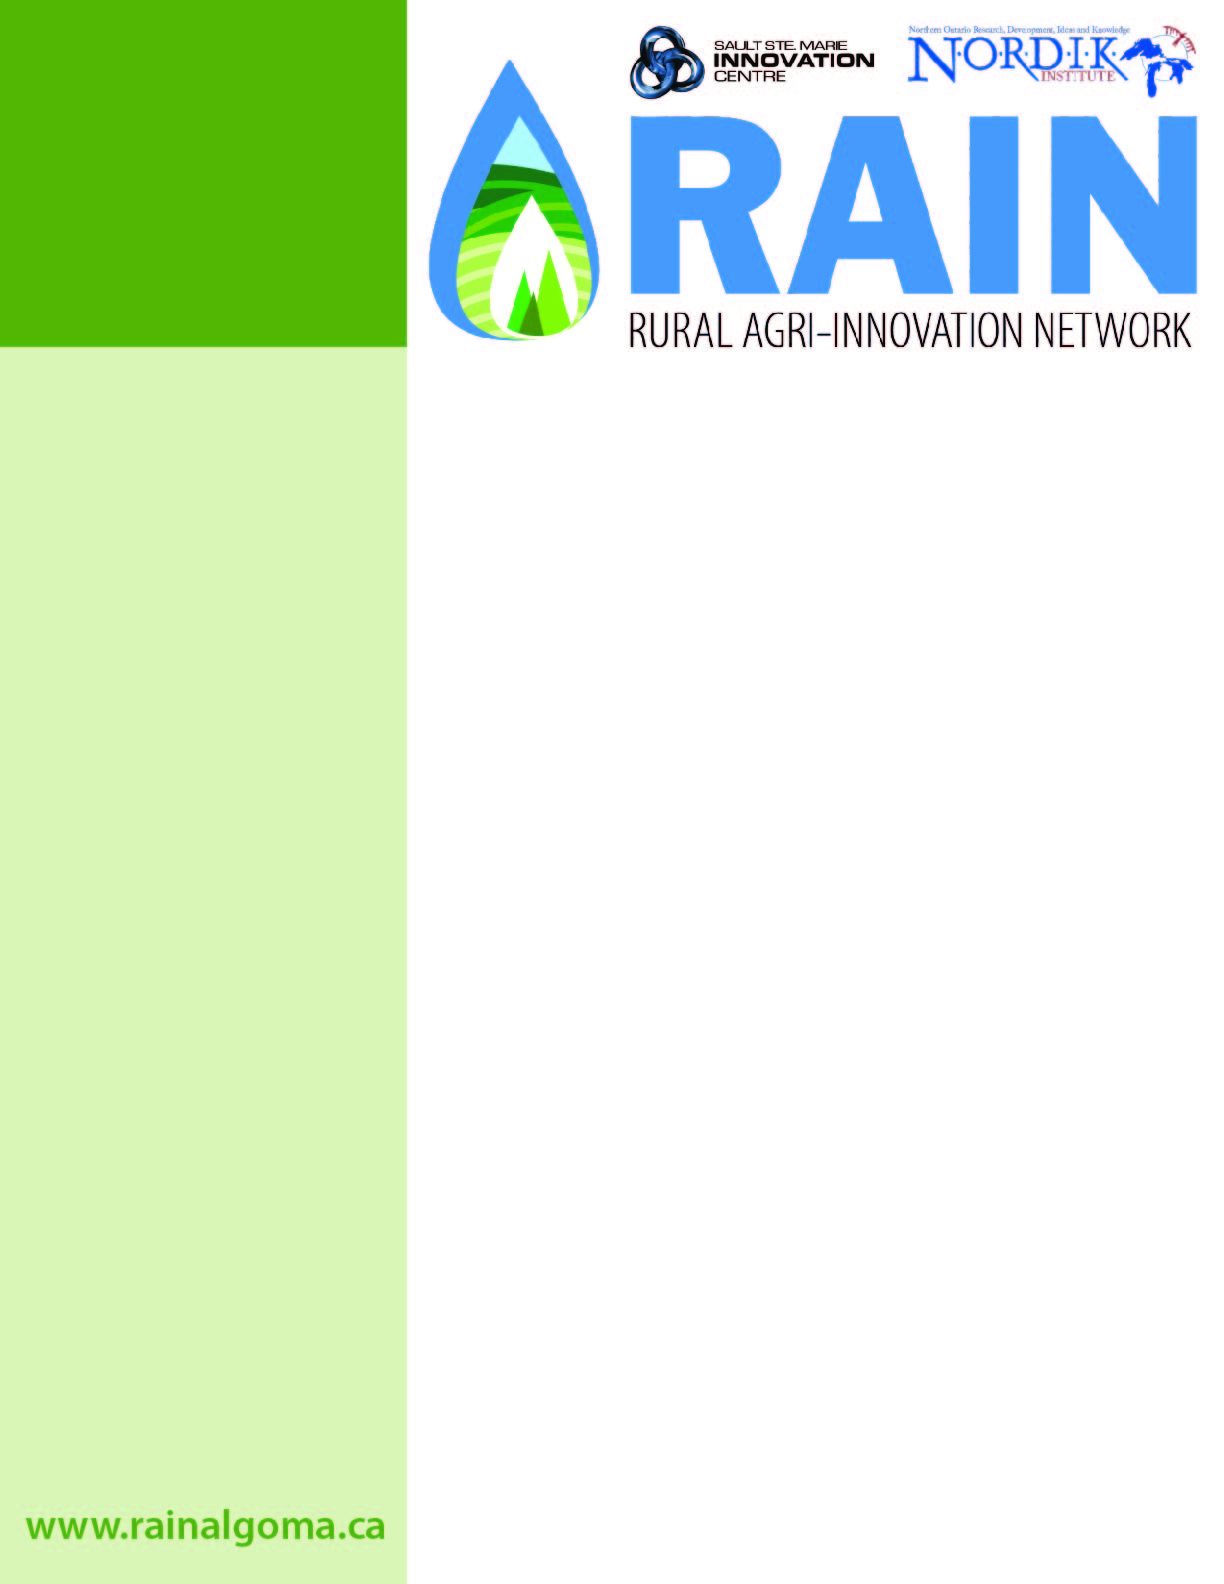 SAULT STE. MARIE
INNOVATION
CENTRE
Northern Ontario Research, Development, Ideas and Knowledge
N·O·R·D·I·K
INSTITUTE
RAIN
RURAL AGRI-INNOVATION NETWORK
www.rainalgoma.ca